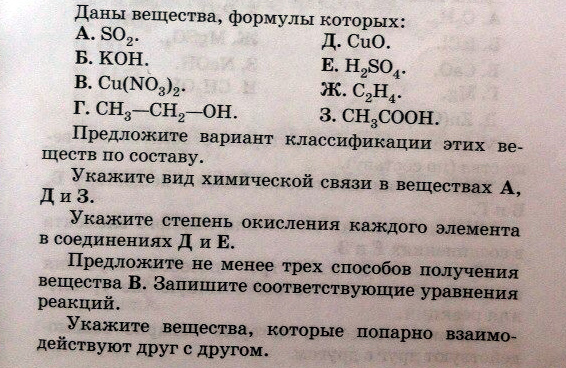 Даны вещества, формулы которых:
А. SO₂.
Д. CuO.
Б. KOH.
Е. H₂SO₄.
В. Cu(NO₃)₂.
Ж. C₂H₄.
Г. CH₃—CH₂—OH.
З. CH₃COOH.
Предложите вариант классификации этих ве-
ществ по составу.
Укажите вид химической связи в веществах А,
Д и З.
Укажите степень окисления каждого элемента
в соединениях Д и Е.
Предложите не менее трех способов получения
вещества В. Запишите соответствующие уравнения
реакций.
Укажите вещества, которые попарно взаимо-
действуют друг с другом.